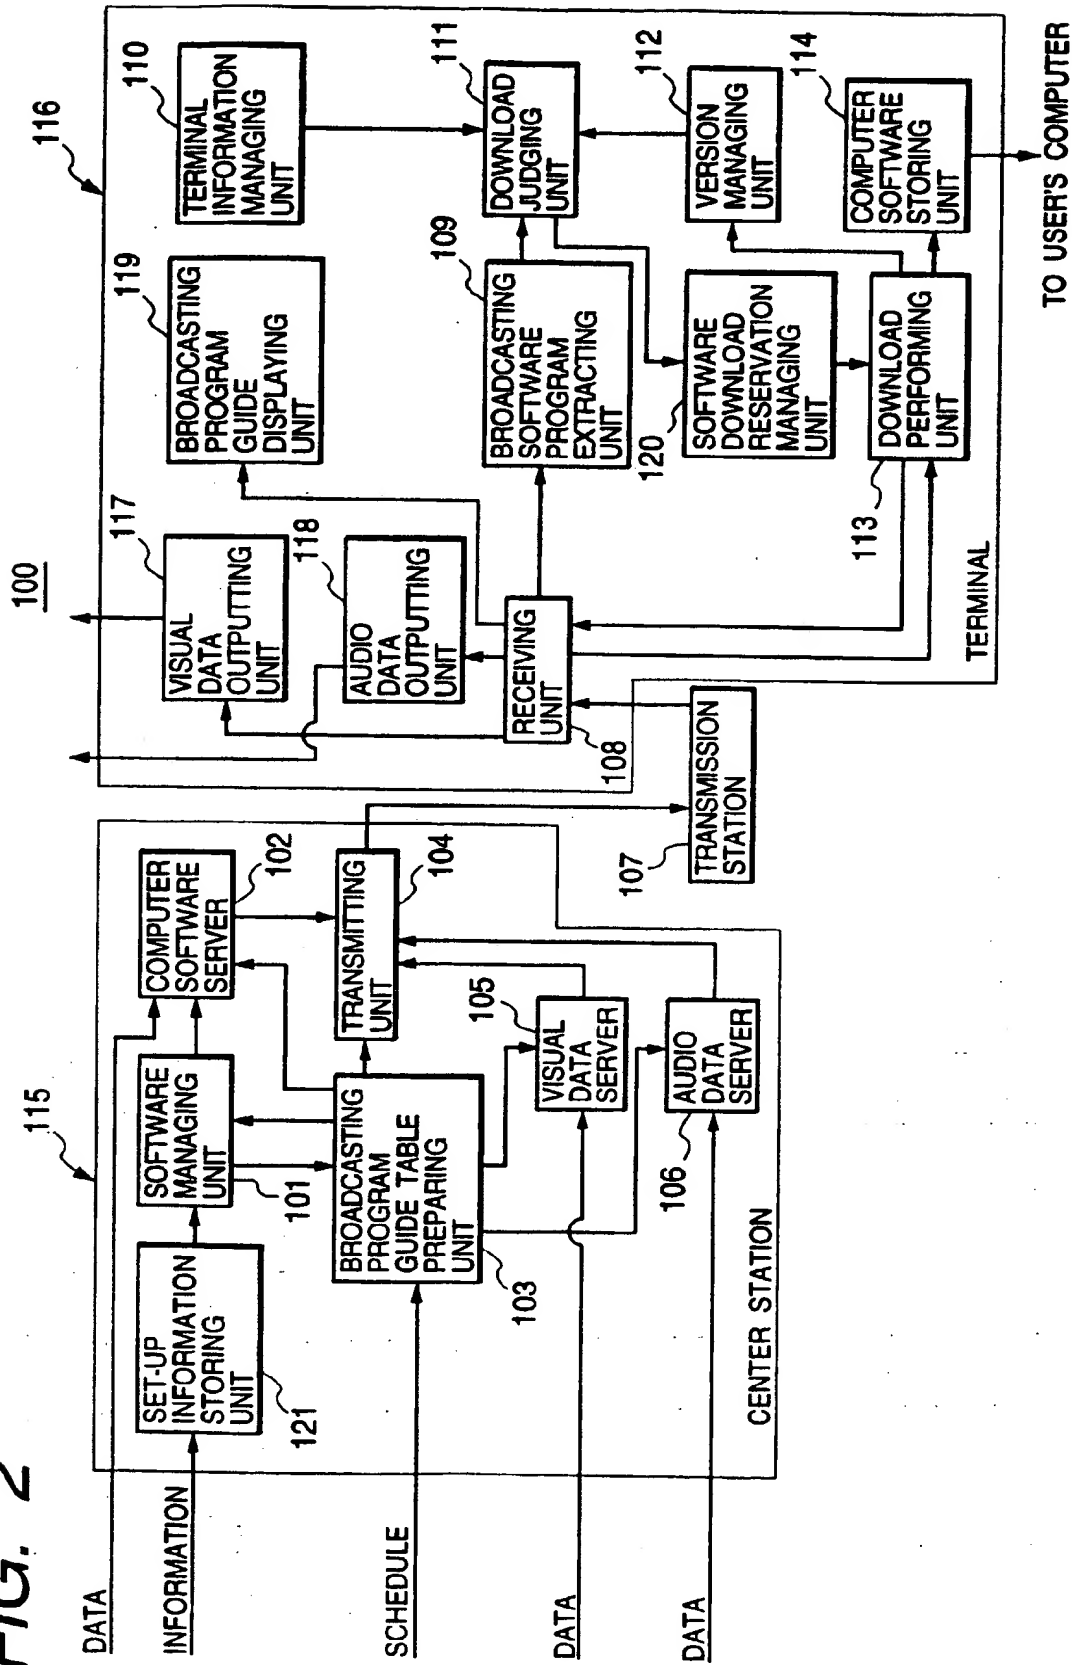 FIG. 2
100
115
116
DATA
INFORMATION
SCHEDULE
DATA
DATA
SET-UP
INFORMATION
STORING
UNIT
121
SOFTWARE
MANAGING
UNIT
101
COMPUTER
SOFTWARE
SERVER
102
BROADCASTING
PROGRAM
GUIDE TABLE
PREPARING
UNIT
103
TRANSMITTING
UNIT
104
VISUAL
DATA
SERVER
105
AUDIO
DATA
SERVER
106
CENTER STATION
TRANSMISSION
STATION
107
VISUAL
DATA
OUTPUTTING
UNIT
117
AUDIO
DATA
OUTPUTTING
UNIT
118
RECEIVING
UNIT
108
BROADCASTING
PROGRAM
GUIDE
DISPLAYING
UNIT
119
TERMINAL
INFORMATION
MANAGING
UNIT
110
BROADCASTING
SOFTWARE
PROGRAM
EXTRACTING
UNIT
109
DOWNLOAD
JUDGING
UNIT
111
SOFTWARE
DOWNLOAD
RESERVATION
MANAGING
UNIT
120
VERSION
MANAGING
UNIT
112
DOWNLOAD
PERFORMING
UNIT
113
COMPUTER
SOFTWARE
STORING
UNIT
114
TERMINAL
TO USER'S COMPUTER